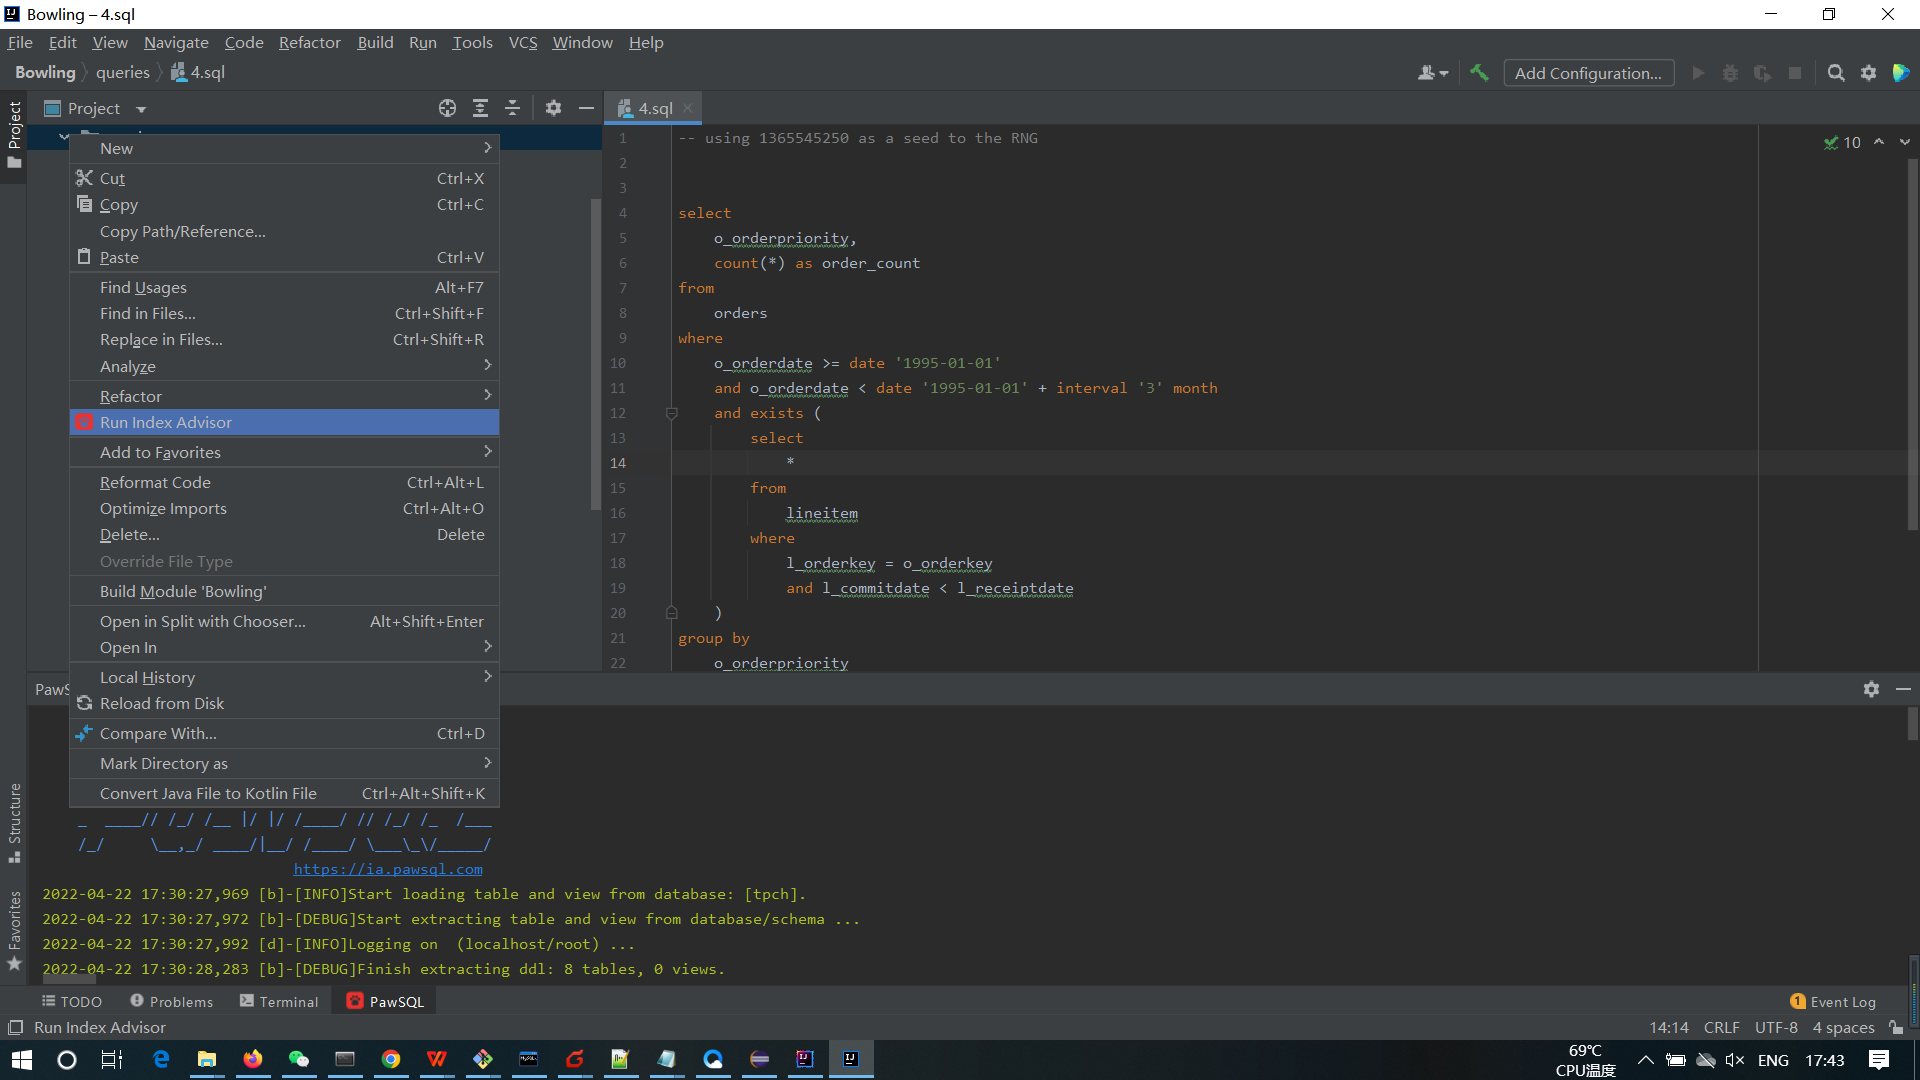 Bowling – 4.sql
File Edit View Navigate Code Refactor Build Run Tools VCS Window Help
Bowling queries 4.sql
Add Configuration...
Project
Project
4.sql
New
Cut Ctrl+X
Copy Ctrl+C
Copy Path/Reference...
Paste Ctrl+V
Find Usages Alt+F7
Find in Files... Ctrl+Shift+F
Replace in Files... Ctrl+Shift+R
Analyze
Refactor
Run Index Advisor
Add to Favorites
Reformat Code Ctrl+Alt+L
Optimize Imports Ctrl+Alt+O
Delete... Delete
Override File Type
Build Module 'Bowling'
Open in Split with Chooser... Alt+Shift+Enter
Open In
Local History
Reload from Disk
Compare With... Ctrl+D
Mark Directory as
Convert Java File to Kotlin File Ctrl+Alt+Shift+K
1 -- using 1365545250 as a seed to the RNG
2
3
4 select
5 o_orderpriority,
6 count(*) as order_count
7 from
8 orders
9 where
10 o_orderdate >= date '1995-01-01'
11 and o_orderdate < date '1995-01-01' + interval '3' month
12 and exists (
13 select
14 *
15 from
16 lineitem
17 where
18 l_orderkey = o_orderkey
19 and l_commitdate < l_receiptdate
20 )
21 group by
22 o_orderpriority
10
Structure
Favorites
_ ____// /_/ /__ |/ |/ /____/ // /_/ /_ /___
/_/ \__,_/ ____/|__/ /____/ \___\_\/_____/
https://ia.pawsql.com
2022-04-22 17:30:27,969 [b]-[INFO]Start loading table and view from database: [tpch].
2022-04-22 17:30:27,972 [b]-[DEBUG]Start extracting table and view from database/schema ...
2022-04-22 17:30:27,992 [d]-[INFO]Logging on (localhost/root) ...
2022-04-22 17:30:28,283 [b]-[DEBUG]Finish extracting ddl: 8 tables, 0 views.
TODO Problems Terminal PawSQL
1 Event Log
Run Index Advisor
14:14 CRLF UTF-8 4 spaces
69℃
CPU温度
ENG 17:43